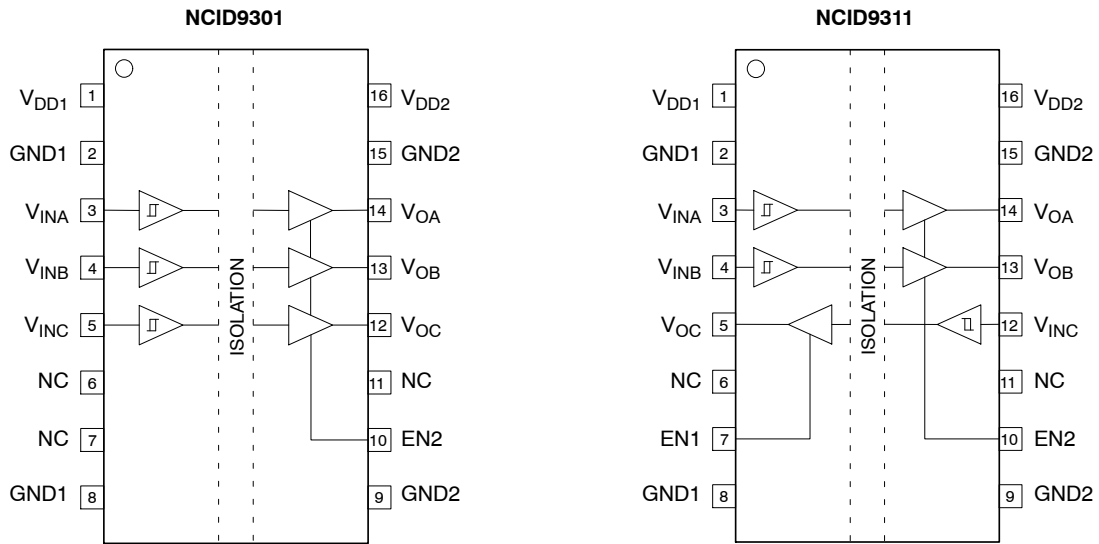 NCID9301
VDD1 1
16 VDD2
GND1 2
15 GND2
VINA 3
14 VOA
VINB 4
13 VOB
VINC 5
12 VOC
NC 6
11 NC
NC 7
10 EN2
GND1 8
9 GND2
ISOLATION
NCID9311
VDD1 1
16 VDD2
GND1 2
15 GND2
VINA 3
14 VOA
VINB 4
13 VOB
VOC 5
12 VINC
NC 6
11 NC
EN1 7
10 EN2
GND1 8
9 GND2
ISOLATION